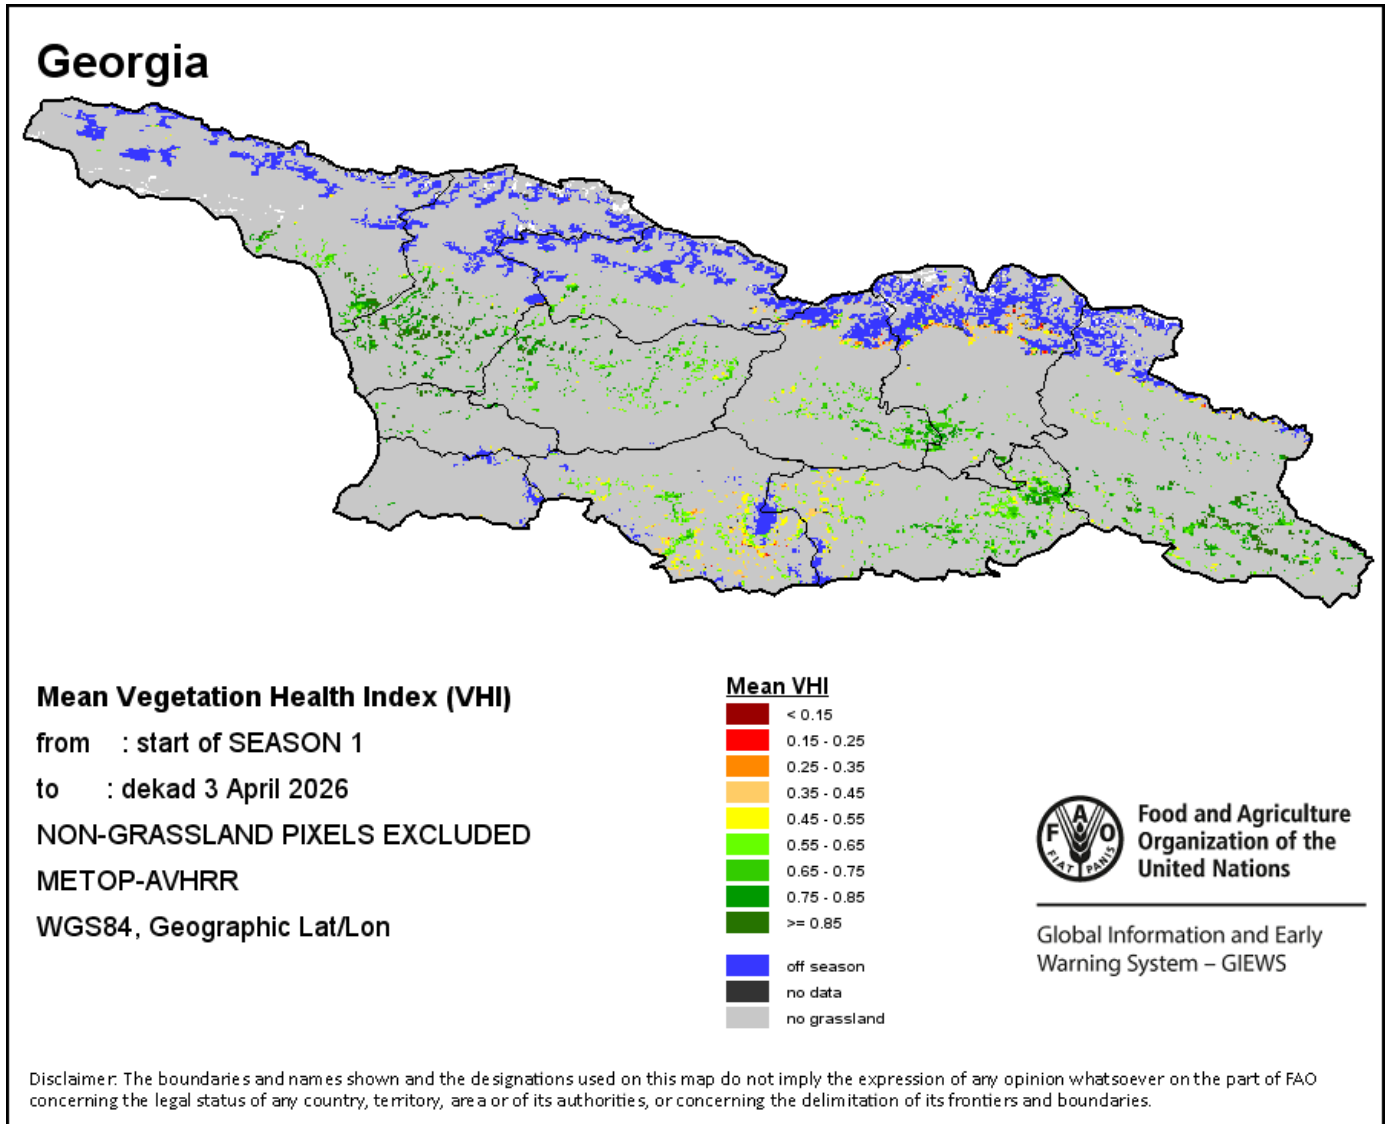 Georgia
Mean Vegetation Health Index (VHI)
from : start of SEASON 1
to : dekad 3 April 2026
NON-GRASSLAND PIXELS EXCLUDED
METOP-AVHRR
WGS84, Geographic Lat/Lon
Mean VHI
< 0.15
0.15 - 0.25
0.25 - 0.35
0.35 - 0.45
0.45 - 0.55
0.55 - 0.65
0.65 - 0.75
0.75 - 0.85
>= 0.85
off season
no data
no grassland
F A O
FIAT PANIS
Food and Agriculture
Organization of the
United Nations
Global Information and Early
Warning System – GIEWS
Disclaimer: The boundaries and names shown and the designations used on this map do not imply the expression of any opinion whatsoever on the part of FAO
concerning the legal status of any country, territory, area or of its authorities, or concerning the delimitation of its frontiers and boundaries.